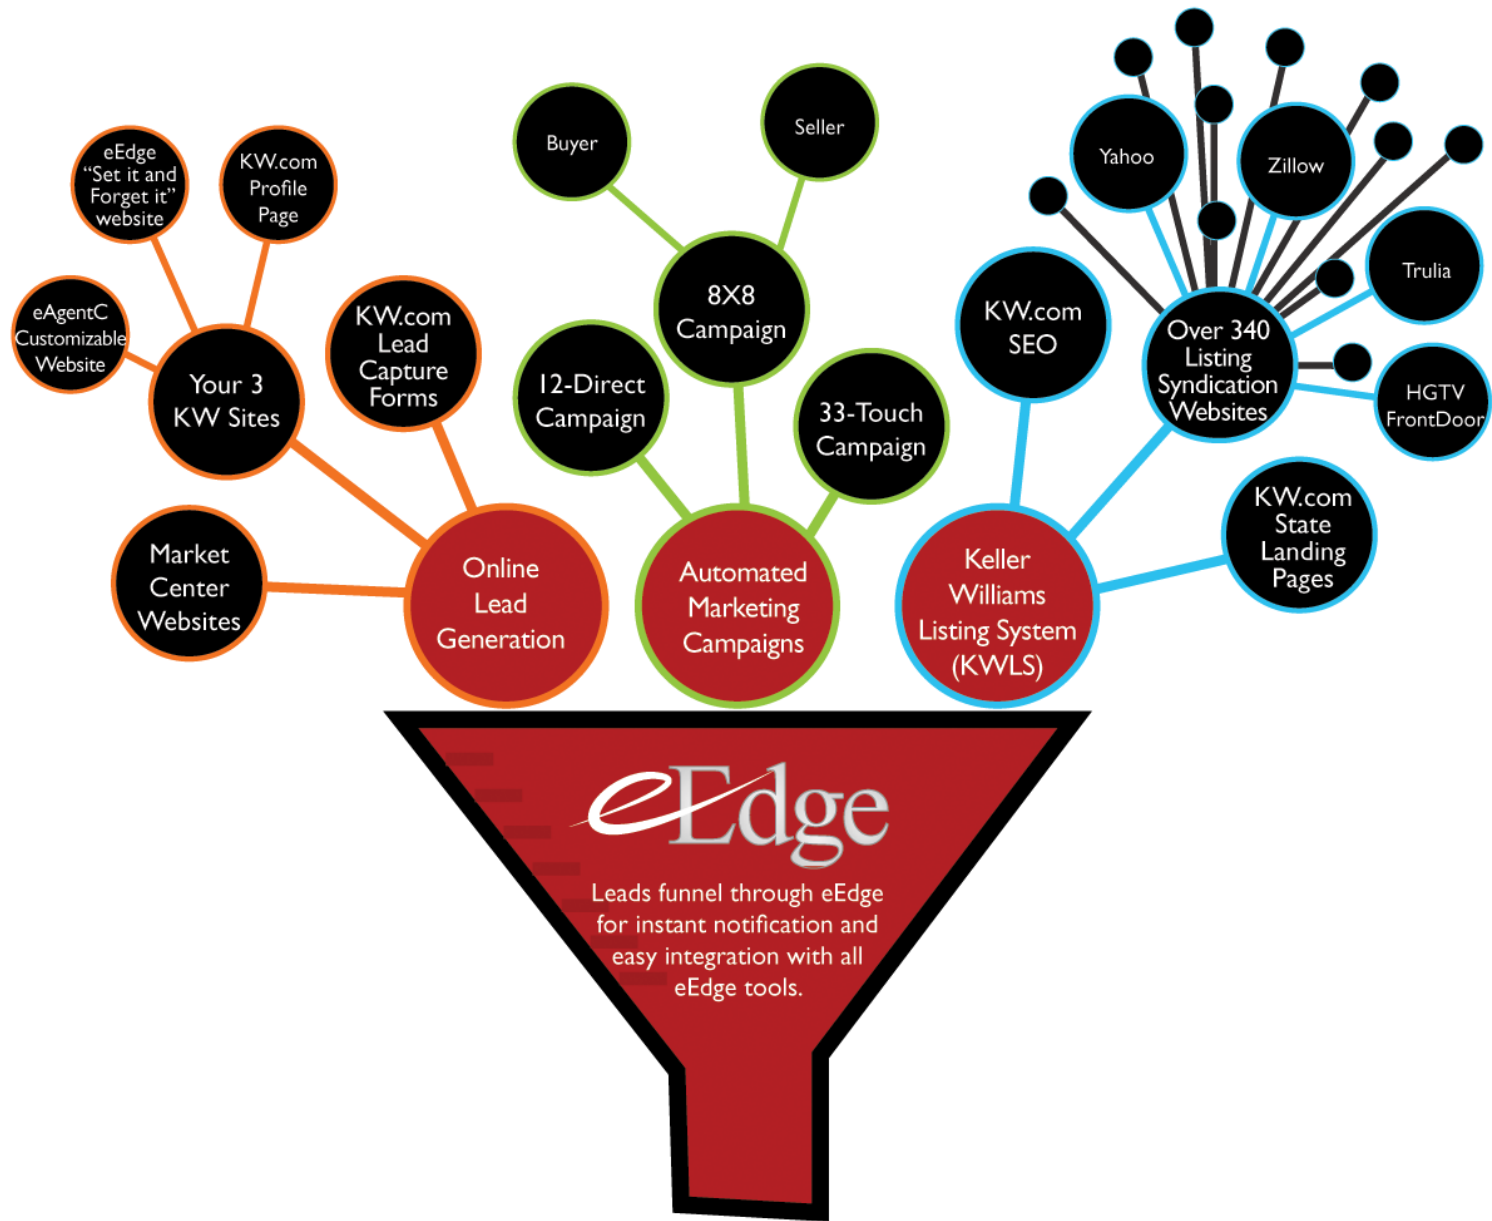 eEdge
“Set it and
Forget it”
website
KW.com
Profile
Page
eAgentC
Customizable
Website
Your 3
KW Sites
KW.com
Lead
Capture
Forms
Market
Center
Websites
Online
Lead
Generation
Buyer
Seller
8X8
Campaign
12-Direct
Campaign
33-Touch
Campaign
Automated
Marketing
Campaigns
Yahoo
Zillow
Trulia
HGTV
FrontDoor
KW.com
SEO
Over 340
Listing
Syndication
Websites
KW.com
State
Landing
Pages
Keller
Williams
Listing System
(KWLS)
eEdge
Leads funnel through eEdge
for instant notification and
easy integration with all
eEdge tools.